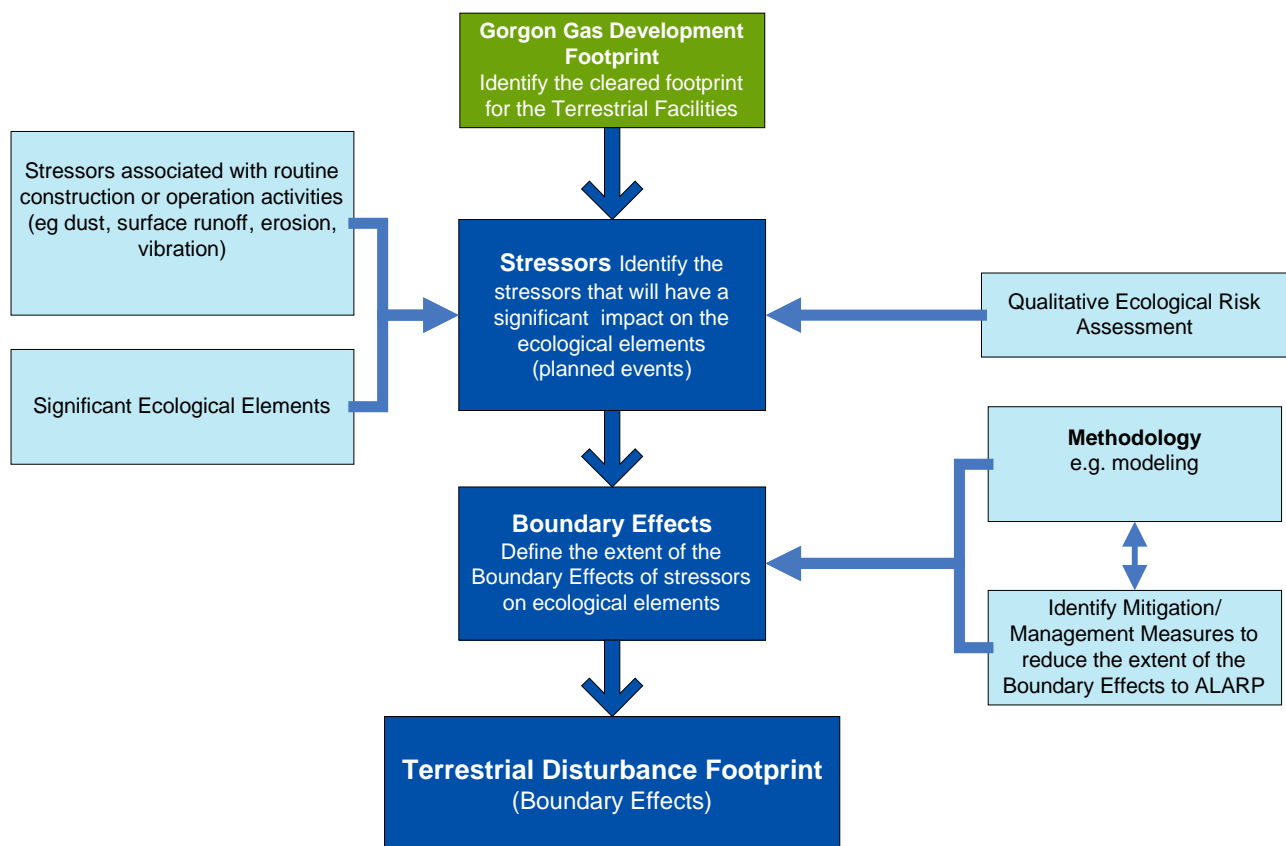 Gorgon Gas Development
Footprint
Identify the cleared footprint
for the Terrestrial Facilities
Stressors associated with routine
construction or operation activities
(eg dust, surface runoff, erosion,
vibration)
Stressors Identify the
stressors that will have a
significant impact on the
ecological elements
(planned events)
Qualitative Ecological Risk
Assessment
Significant Ecological Elements
Methodology
e.g. modeling
Boundary Effects
Define the extent of the
Boundary Effects of stressors
on ecological elements
Identify Mitigation/
Management Measures to
reduce the extent of the
Boundary Effects to ALARP
Terrestrial Disturbance Footprint
(Boundary Effects)